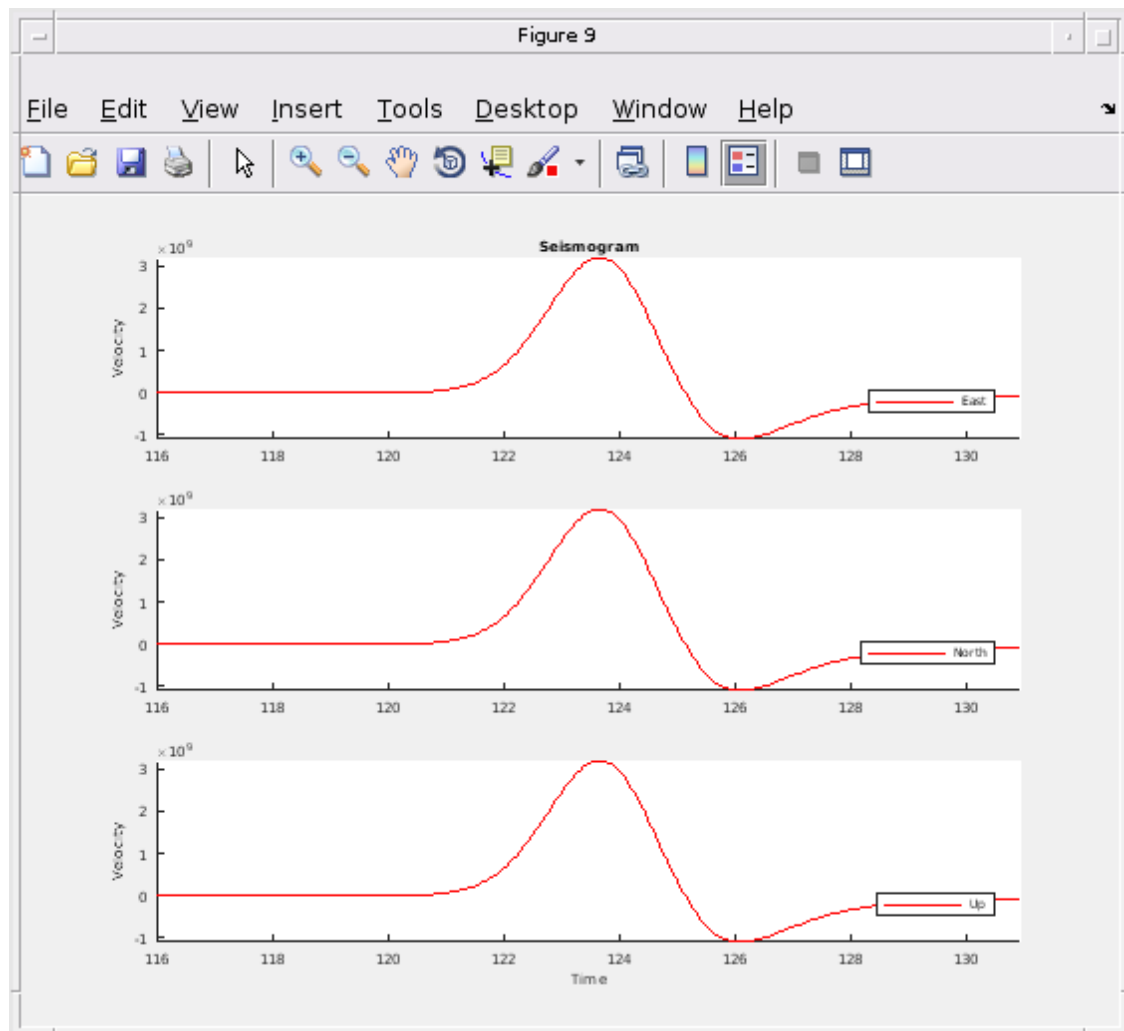 Figure 9
File Edit View Insert Tools Desktop Window Help
×10⁹
Seismogram
3
2
1
0
-1
Velocity
East
116 118 120 122 124 126 128 130
×10⁹
3
2
1
0
-1
Velocity
North
116 118 120 122 124 126 128 130
×10⁹
3
2
1
0
-1
Velocity
Up
116 118 120 122 124 126 128 130
Time